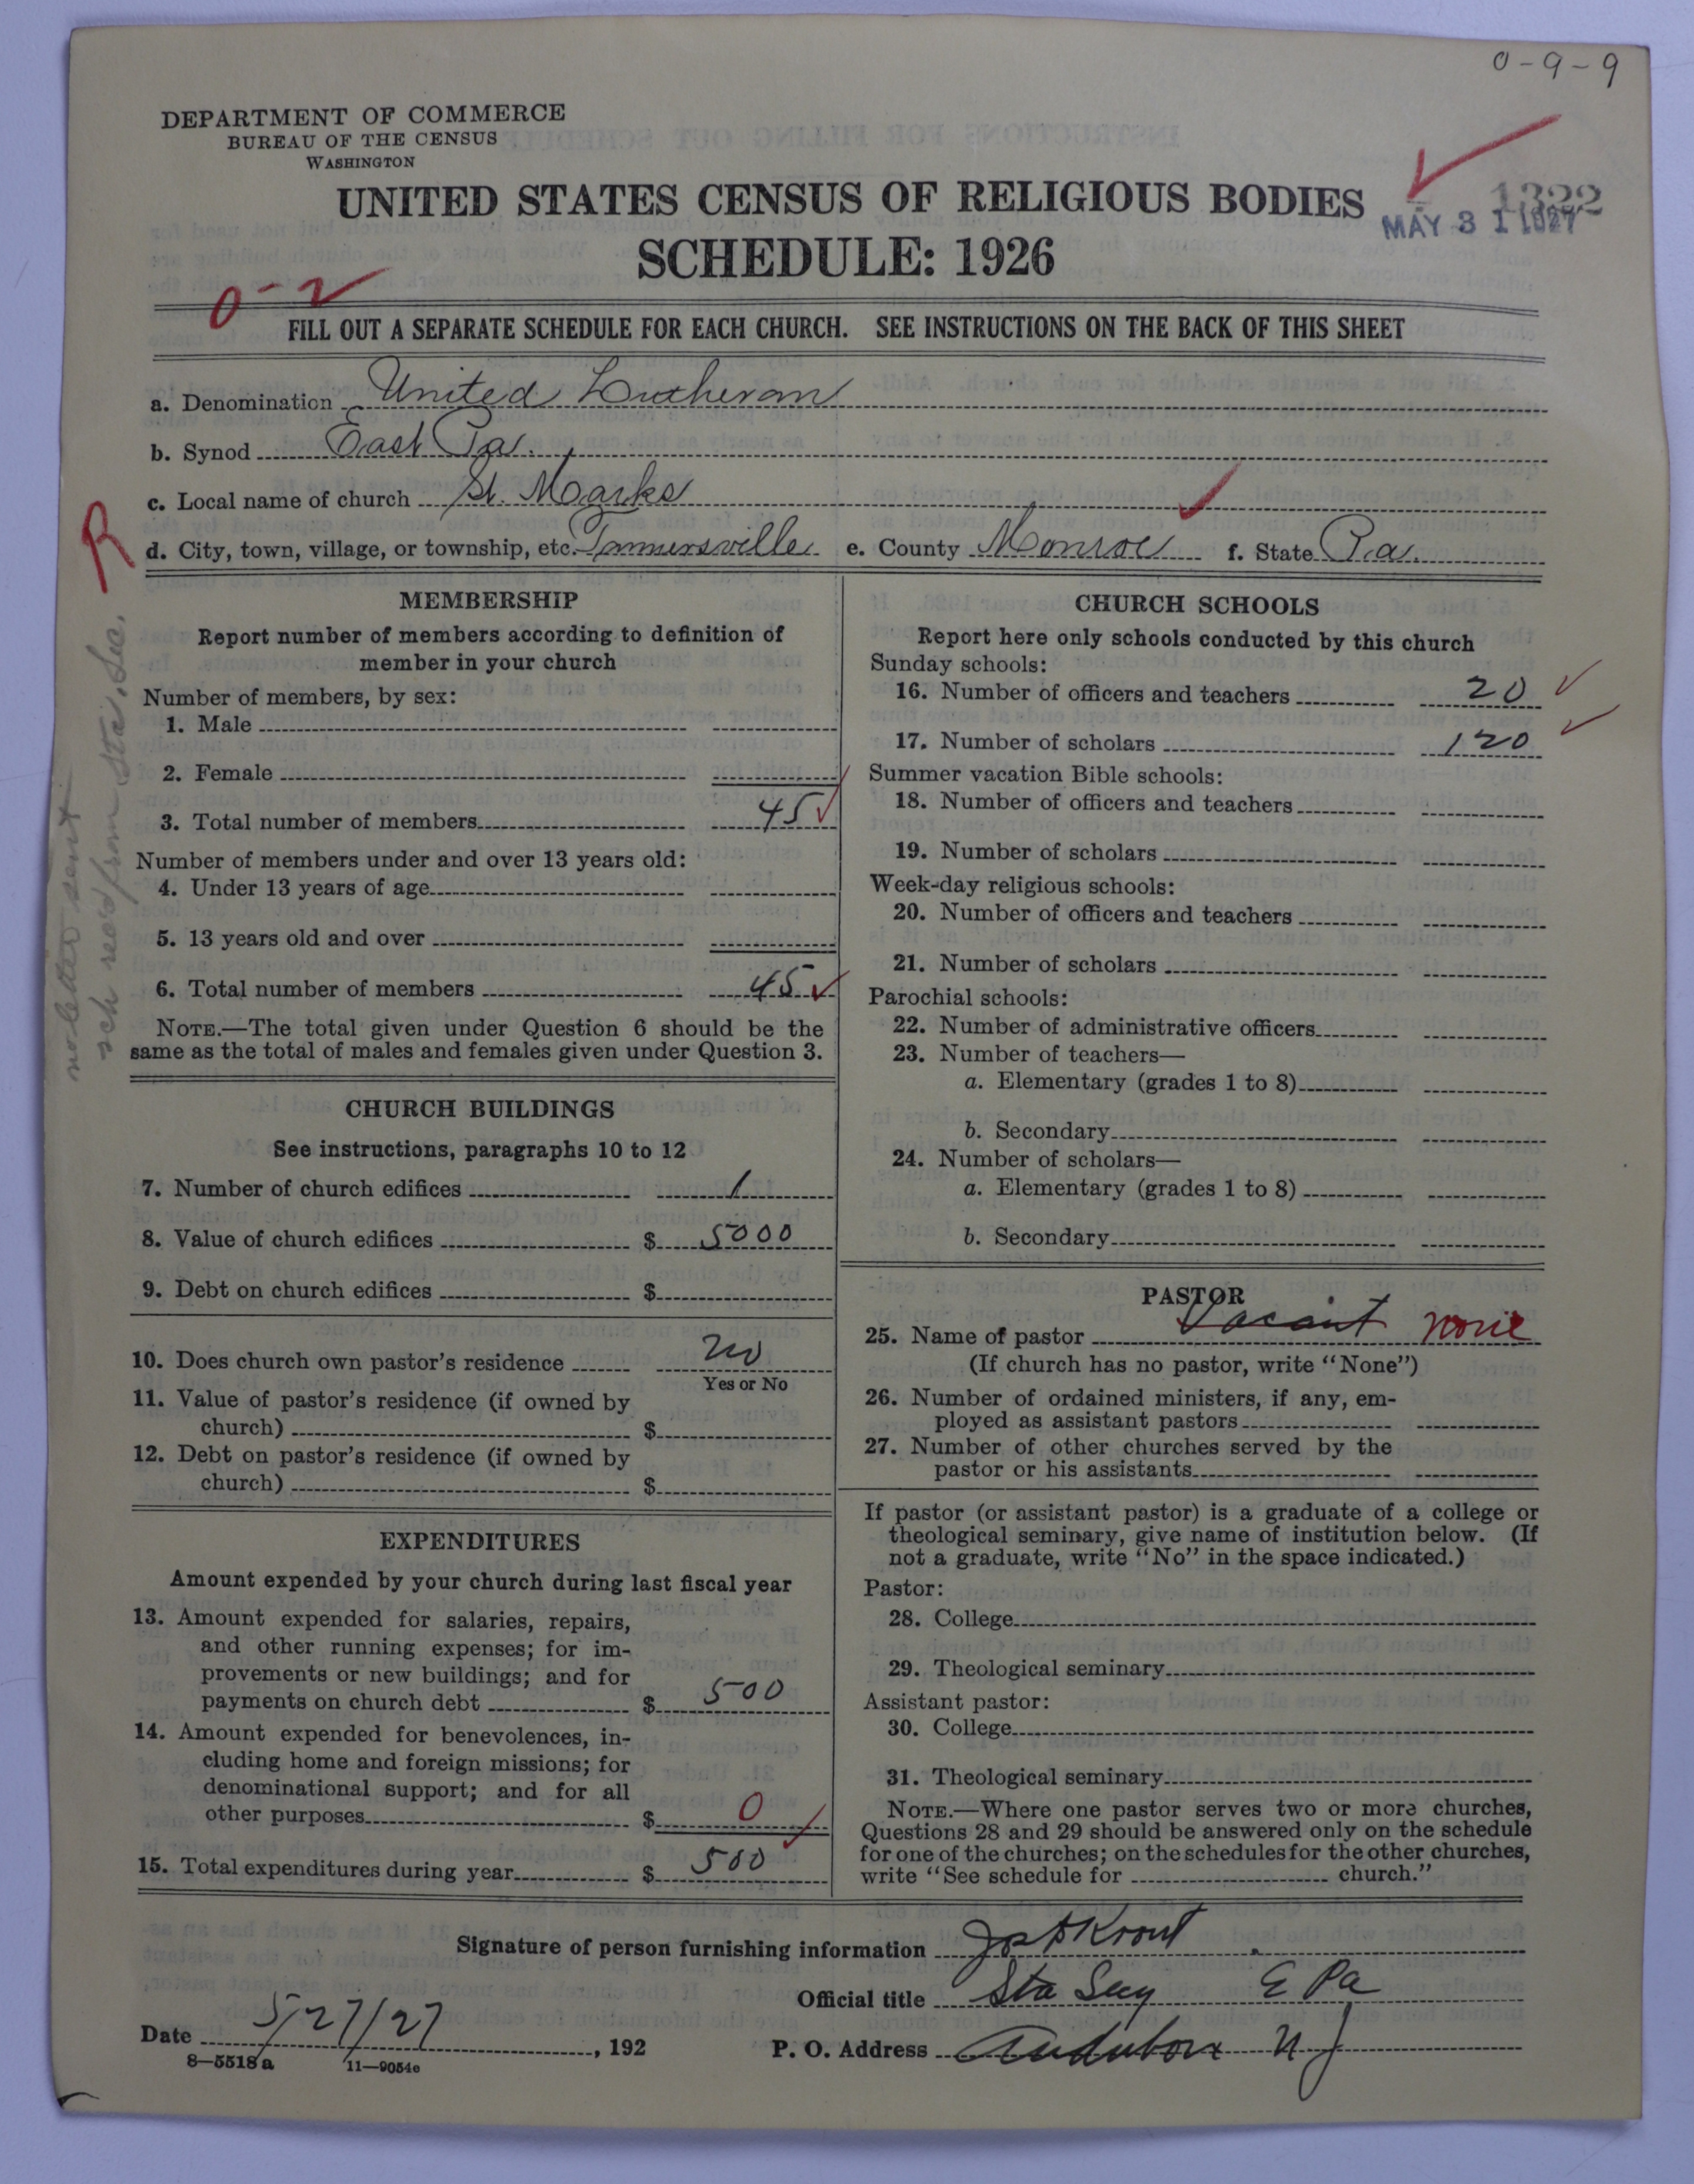 0-9-9
DEPARTMENT OF COMMERCE
BUREAU OF THE CENSUS
WASHINGTON
UNITED STATES CENSUS OF RELIGIOUS BODIES
1322
MAY 31 1927
SCHEDULE: 1926
0-2
FILL OUT A SEPARATE SCHEDULE FOR EACH CHURCH. SEE INSTRUCTIONS ON THE BACK OF THIS SHEET
a. Denomination United Lutheran
b. Synod East Pa.
c. Local name of church St. Marks
R
d. City, town, village, or township, etc. Tannersville e. County Monroe f. State Pa.
no letter sent
sch recd from Sta. Sec.
MEMBERSHIP
Report number of members according to definition of
member in your church
Number of members, by sex:
1. Male
2. Female
3. Total number of members 45
Number of members under and over 13 years old:
4. Under 13 years of age
5. 13 years old and over
6. Total number of members 45
NOTE.—The total given under Question 6 should be the
same as the total of males and females given under Question 3.
CHURCH BUILDINGS
See instructions, paragraphs 10 to 12
7. Number of church edifices 1
8. Value of church edifices $ 5000
9. Debt on church edifices $
10. Does church own pastor's residence no
Yes or No
11. Value of pastor's residence (if owned by
church) $
12. Debt on pastor's residence (if owned by
church) $
EXPENDITURES
Amount expended by your church during last fiscal year
13. Amount expended for salaries, repairs,
and other running expenses; for im-
provements or new buildings; and for
payments on church debt $ 500
14. Amount expended for benevolences, in-
cluding home and foreign missions; for
denominational support; and for all
other purposes $ 0
15. Total expenditures during year $ 500
CHURCH SCHOOLS
Report here only schools conducted by this church
Sunday schools:
16. Number of officers and teachers 20
17. Number of scholars 120
Summer vacation Bible schools:
18. Number of officers and teachers
19. Number of scholars
Week-day religious schools:
20. Number of officers and teachers
21. Number of scholars
Parochial schools:
22. Number of administrative officers
23. Number of teachers—
a. Elementary (grades 1 to 8)
b. Secondary
24. Number of scholars—
a. Elementary (grades 1 to 8)
b. Secondary
PASTOR
25. Name of pastor Vacant none
(If church has no pastor, write "None")
26. Number of ordained ministers, if any, em-
ployed as assistant pastors
27. Number of other churches served by the
pastor or his assistants
If pastor (or assistant pastor) is a graduate of a college or
theological seminary, give name of institution below. (If
not a graduate, write "No" in the space indicated.)
Pastor:
28. College
29. Theological seminary
Assistant pastor:
30. College
31. Theological seminary
NOTE.—Where one pastor serves two or more churches,
Questions 28 and 29 should be answered only on the schedule
for one of the churches; on the schedules for the other churches,
write "See schedule for church."
Signature of person furnishing information Jos D Krout
Official title Sta Secy E Pa
Date 5/27/27, 192 P. O. Address Audubon N J
8—5518 a 11—9054e